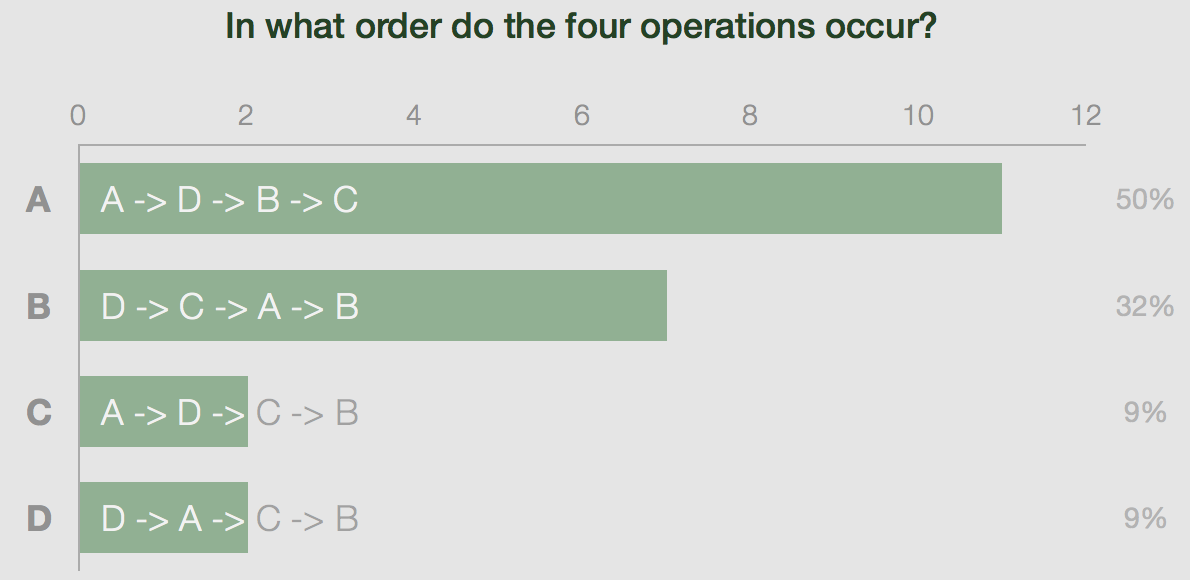 In what order do the four operations occur?
0 2 4 6 8 10 12
A A -> D -> B -> C 50%
B D -> C -> A -> B 32%
C A -> D -> C -> B 9%
D D -> A -> C -> B 9%